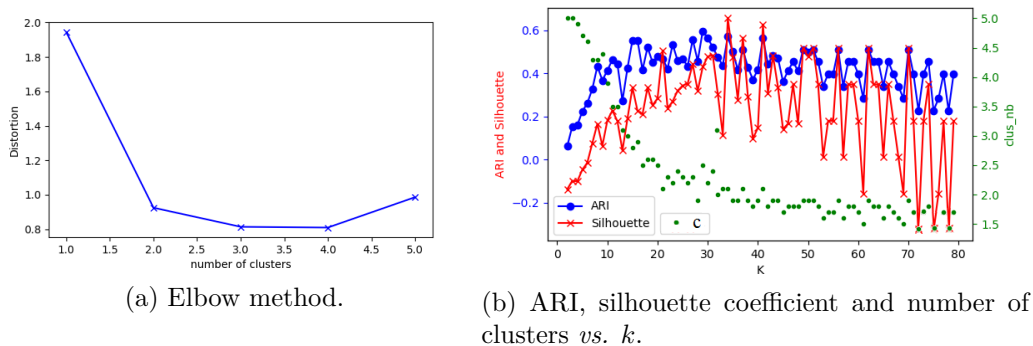 2.0
1.8
1.6
1.4
1.2
1.0
0.8
Distortion
1.0 1.5 2.0 2.5 3.0 3.5 4.0 4.5 5.0
number of clusters
(a) Elbow method.
0.6
0.4
0.2
0.0
−0.2
ARI and Silhouette
ARI
Silhouette
c
5.0
4.5
4.0
3.5
3.0
2.5
2.0
1.5
clus_nb
0 10 20 30 40 50 60 70 80
K
(b) ARI, silhouette coefficient and number of
clusters vs. k.